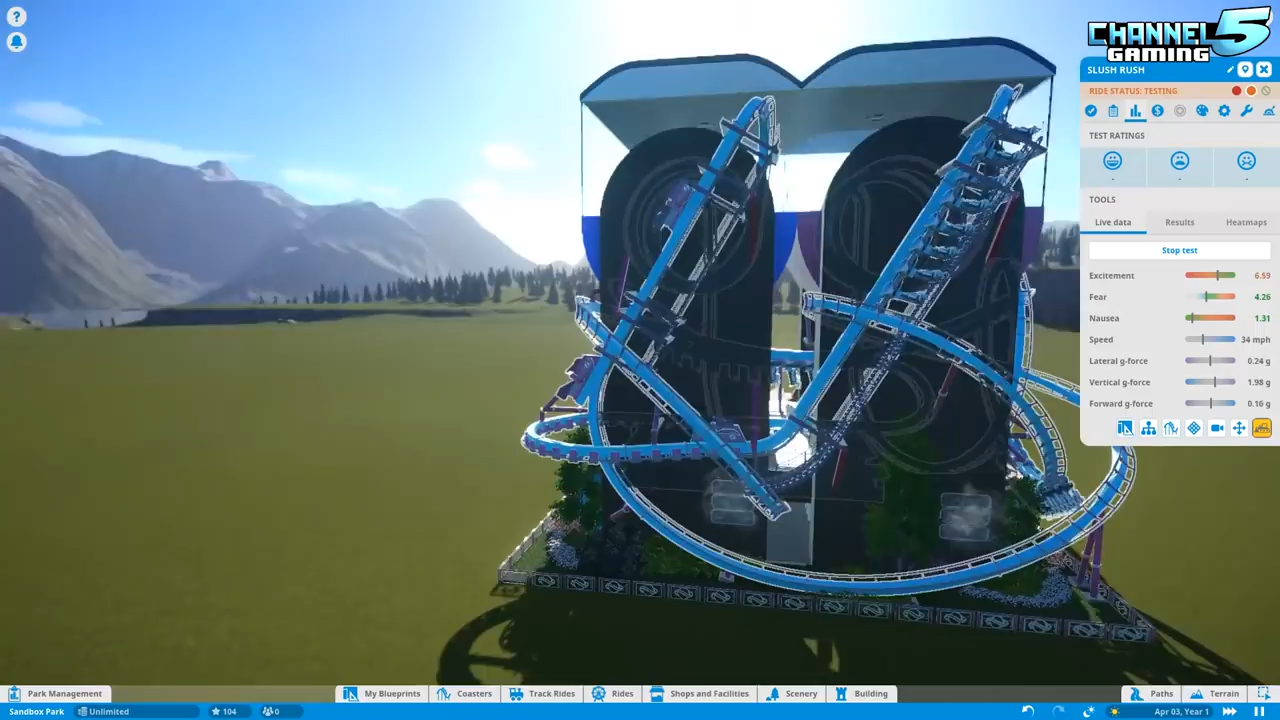 ?
CHANNEL 5
GAMING
SLUSH RUSH
RIDE STATUS: TESTING
TEST RATINGS
- - -
TOOLS
Live data Results Heatmaps
Stop test
Excitement 6.59
Fear 4.26
Nausea 1.31
Speed 34 mph
Lateral g-force 0.24 g
Vertical g-force 1.98 g
Forward g-force 0.16 g
Park Management My Blueprints Coasters Track Rides Rides Shops and Facilities Scenery Building Paths Terrain
Sandbox Park Unlimited 104 0 Apr 03, Year 1